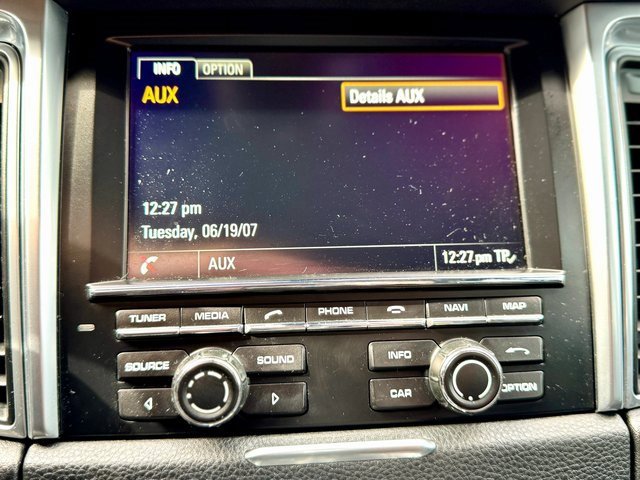 INFO OPTION
AUX Details AUX
12:27 pm
Tuesday, 06/19/07
AUX 12:27 pm TP
TUNER MEDIA PHONE NAVI MAP
SOURCE SOUND INFO
CAR OPTION